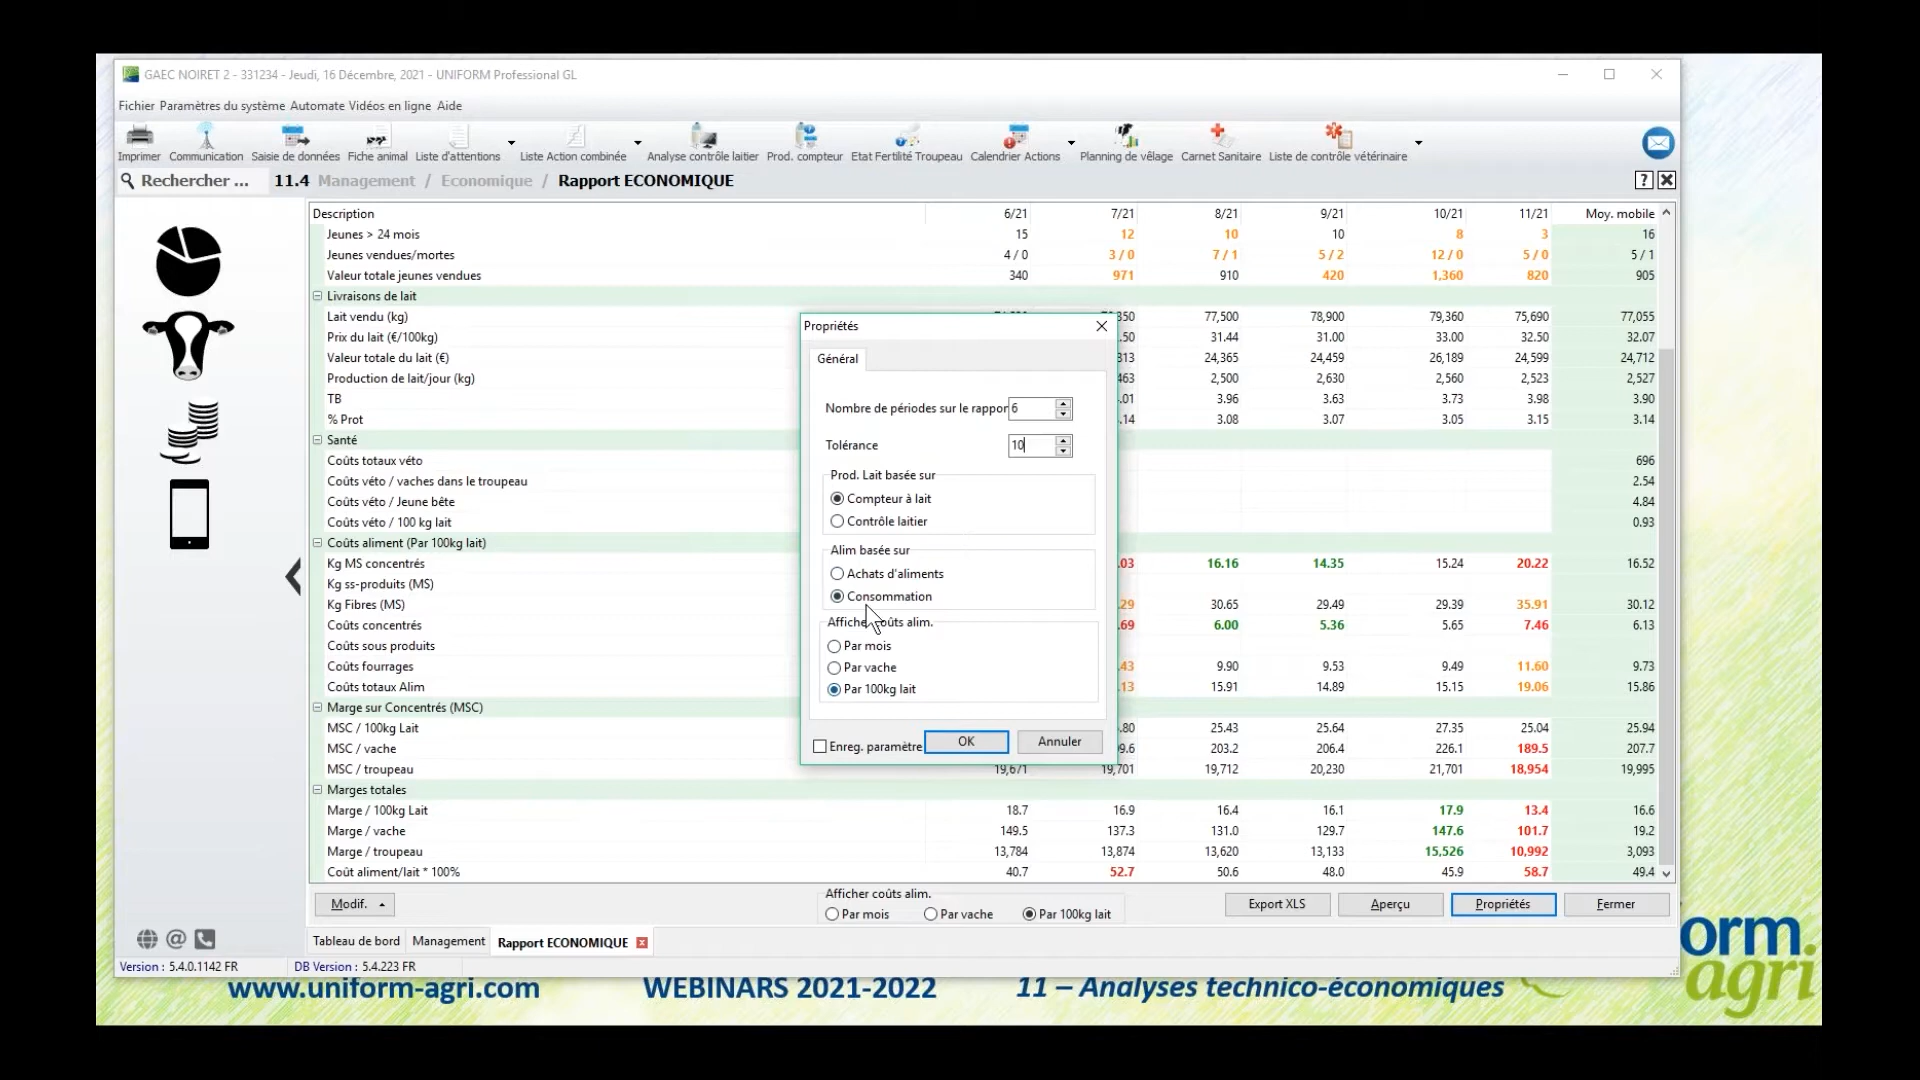 GAEC NOIRET 2 - 331234 - Jeudi, 16 Décembre, 2021 - UNIFORM Professional GL
Fichier Paramètres du système Automate Vidéos en ligne Aide
Imprimer Communication Saisie de données Fiche animal Liste d'attentions Liste Action combinée Analyse contrôle laitier Prod. compteur Etat Fertilité Troupeau Calendrier Actions Planning de vêlage Carnet Sanitaire Liste de contrôle vétérinaire
Rechercher ... 11.4 Management / Economique / Rapport ECONOMIQUE
Description 6/21 7/21 8/21 9/21 10/21 11/21 Moy. mobile
Jeunes > 24 mois 15 12 10 10 8 3 16
Jeunes vendues/mortes 4 / 0 3 / 0 7 / 1 5 / 2 12 / 0 5 / 0 5 / 1
Valeur totale jeunes vendues 340 971 910 420 1,360 820 905
Livraisons de lait
Lait vendu (kg) 350 77,500 78,900 79,360 75,690 77,055
Prix du lait (€/100kg) .50 31.44 31.00 33.00 32.50 32.07
Valeur totale du lait (€) 313 24,365 24,459 26,189 24,599 24,712
Production de lait/jour (kg) 463 2,500 2,630 2,560 2,523 2,527
TB .01 3.96 3.63 3.73 3.98 3.90
% Prot .14 3.08 3.07 3.05 3.15 3.14
Santé
Coûts totaux véto 696
Coûts véto / vaches dans le troupeau 2.54
Coûts véto / Jeune bête 4.84
Coûts véto / 100 kg lait 0.93
Coûts aliment (Par 100kg lait)
Kg MS concentrés .03 16.16 14.35 15.24 20.22 16.52
Kg ss-produits (MS)
Kg Fibres (MS) .29 30.65 29.49 29.39 35.91 30.12
Coûts concentrés .69 6.00 5.36 5.65 7.46 6.13
Coûts sous produits
Coûts fourrages .43 9.90 9.53 9.49 11.60 9.73
Coûts totaux Alim .13 15.91 14.89 15.15 19.06 15.86
Marge sur Concentrés (MSC)
MSC / 100kg Lait .80 25.43 25.64 27.35 25.04 25.94
MSC / vache 9.6 203.2 206.4 226.1 189.5 207.7
MSC / troupeau 19,671 19,701 19,712 20,230 21,701 18,954 19,995
Marges totales
Marge / 100kg Lait 18.7 16.9 16.4 16.1 17.9 13.4 16.6
Marge / vache 149.5 137.3 131.0 129.7 147.6 101.7 19.2
Marge / troupeau 13,784 13,874 13,620 13,133 15,526 10,992 3,093
Coût aliment/lait * 100% 40.7 52.7 50.6 48.0 45.9 58.7 49.4
Propriétés
Général
Nombre de périodes sur le rappor 6
Tolérance 10
Prod. Lait basée sur
Compteur à lait
Contrôle laitier
Alim basée sur
Achats d'aliments
Consommation
Affiche oûts alim.
Par mois
Par vache
Par 100kg lait
Enreg. paramètre OK Annuler
Modif. Afficher coûts alim. Export XLS Aperçu Propriétés Fermer
Par mois Par vache Par 100kg lait
Tableau de bord Management Rapport ECONOMIQUE
Version : 5.4.0.1142 FR DB Version : 5.4.223 FR
www.uniform-agri.com WEBINARS 2021-2022 11 – Analyses technico-économiques
orm.
agri